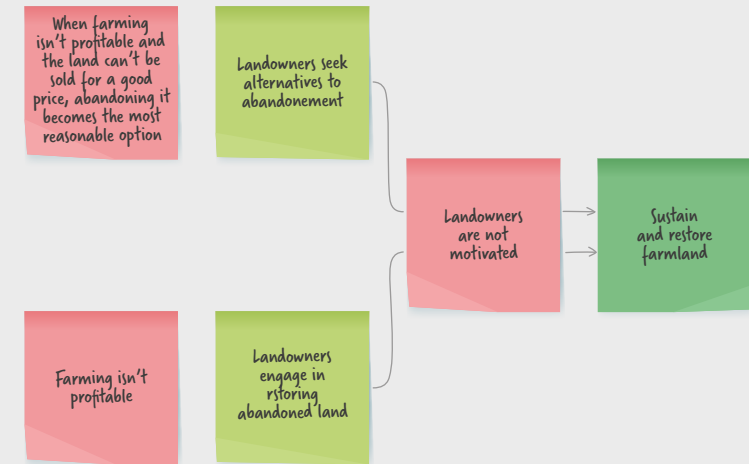 When farming
isn't profitable and
the land can't be
sold for a good
price, abandoning it
becomes the most
reasonable option
Landowners seek
alternatives to
abandonement
Landowners
are not
motivated
Sustain
and restore
farmland
Farming isn't
profitable
Landowners
engage in
rstoring
abandoned land